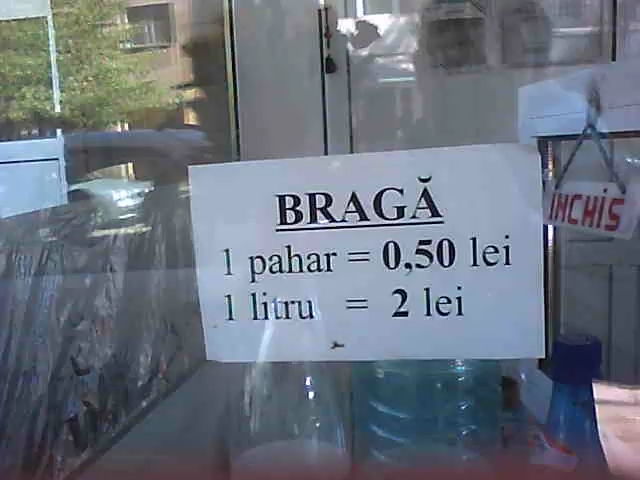 BRAGĂ
1 pahar = 0,50 lei
1 litru = 2 lei
INCHIS